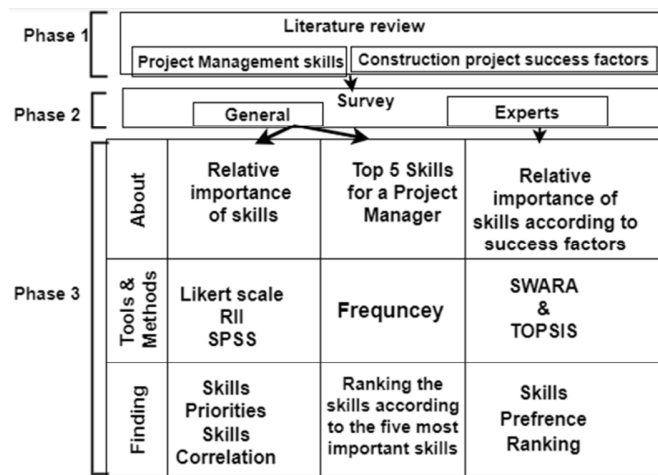 Phase 1
Literature review
Project Management skills
Construction project success factors
Phase 2
Survey
General
Experts
Phase 3
About
Relative
importance
of skills
Top 5 Skills
for a Project
Manager
Relative
importance of
skills according to
success factors
Tools &
Methods
Likert scale
RII
SPSS
Frequncey
SWARA
&
TOPSIS
Finding
Skills
Priorities
Skills
Correlation
Ranking the
skills according
to the five most
important skills
Skills
Prefrence
Ranking